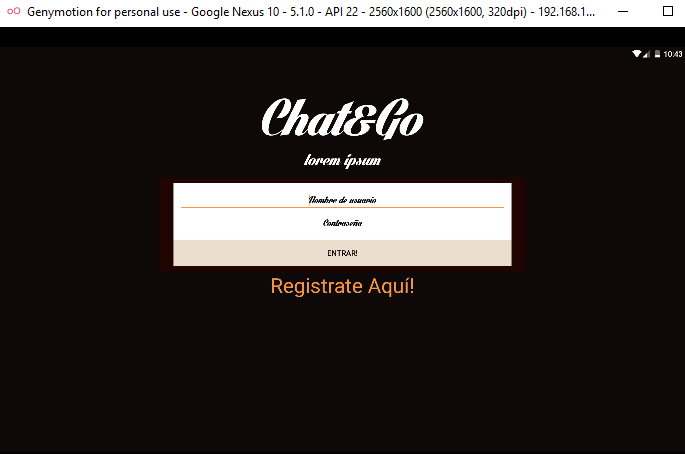 Genymotion for personal use - Google Nexus 10 - 5.1.0 - API 22 - 2560x1600 (2560x1600, 320dpi) - 192.168.1...
10:43
Chat&Go
lorem ipsum
Nombre de usuario
Contraseña
ENTRAR!
Registrate Aquí!